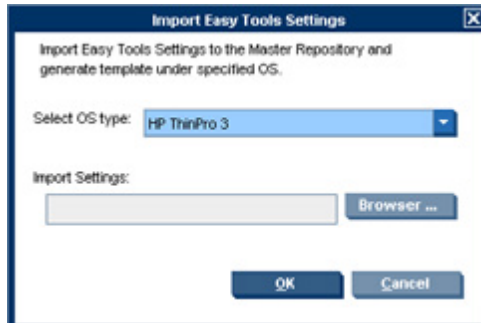 Import Easy Tools Settings
Import Easy Tools Settings to the Master Repository and
generate template under specified OS.
Select OS type:
HP ThinPro 3
Import Settings:
Browser ...
OK
Cancel